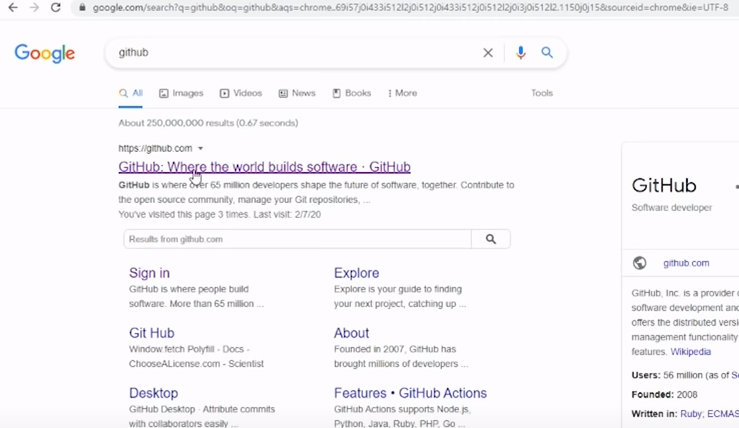 google.com/search?q=github&oq=github&aqs=chrome..69i57j0i433i512l2j0i512j0i433i512j0i512l2j0i3j0i512l2.1150j0j15&sourceid=chrome&ie=UTF-8
Google
github
All Images Videos News Books More Tools
About 250,000,000 results (0.67 seconds)
https://github.com
GitHub: Where the world builds software · GitHub
GitHub is where over 65 million developers shape the future of software, together. Contribute to
the open source community, manage your Git repositories, ...
You've visited this page 3 times. Last visit: 2/7/20
Results from github.com
Sign in
GitHub is where people build
software. More than 65 million ...
Explore
Explore is your guide to finding
your next project, catching up ...
Git Hub
Window.fetch Polyfill - Docs -
ChooseALicense.com - Scientist
About
Founded in 2007, GitHub has
brought millions of developers ...
Desktop
GitHub Desktop · Attribute commits
with collaborators easily ...
Features • GitHub Actions
GitHub Actions supports Node.js,
Python, Java, Ruby, PHP, Go ...
GitHub
Software developer
github.com
GitHub, Inc. is a provider
software development and
offers the distributed versi
management functionality
features. Wikipedia
Users: 56 million (as of S
Founded: 2008
Written in: Ruby, ECMAS